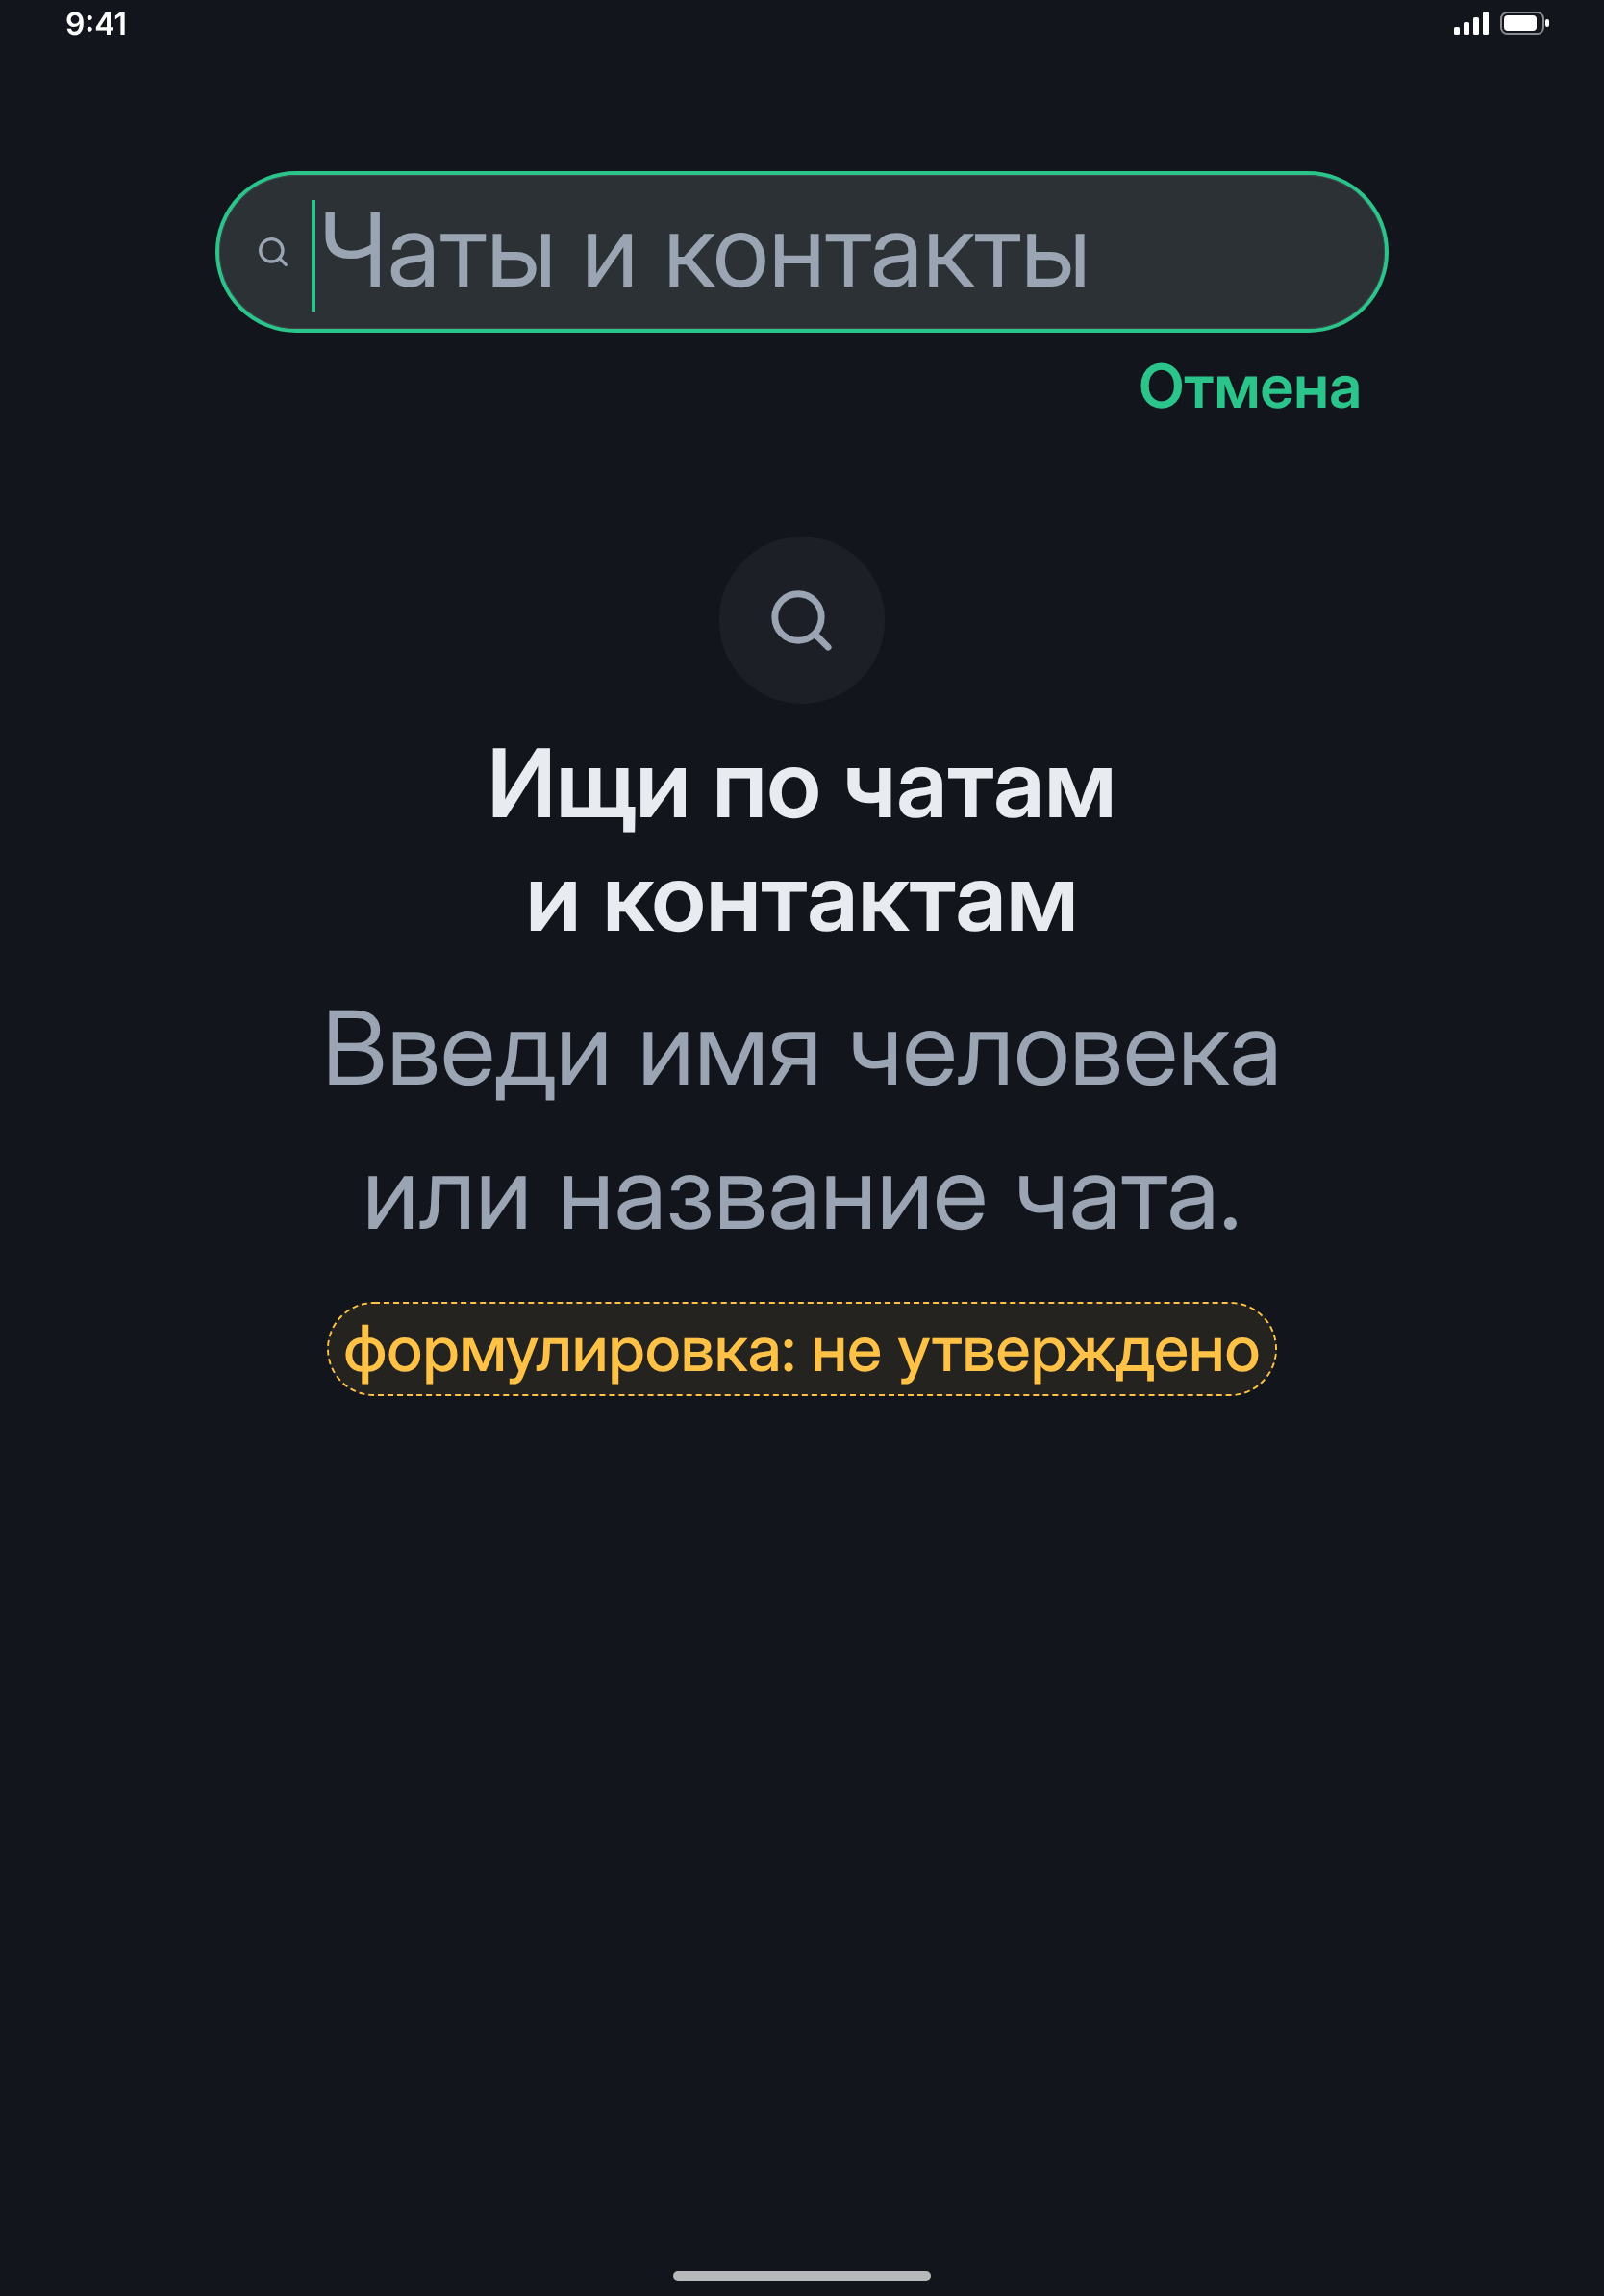 9:41
Чаты и контакты
Отмена
Ищи по чатам
и контактам
Введи имя человека
или название чата.
формулировка: не утверждено